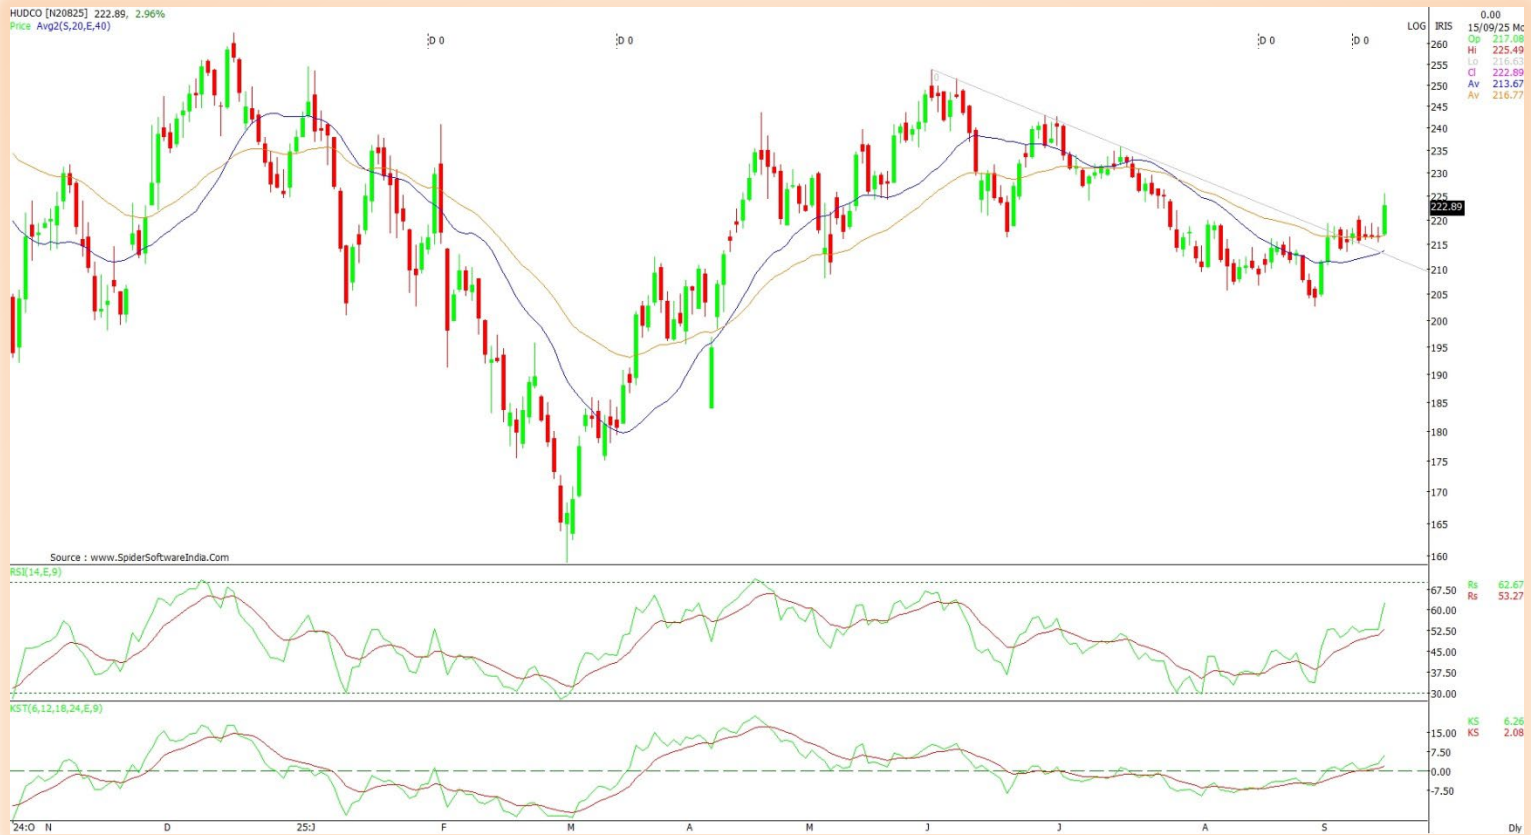 HUDCO [N20825] 222.89, 2.96%
Price Avg2(S,20,E,40)
D 0
D 0
D 0
D 0
LOG
IRIS
0.00
15/09/25 Mo
Op 217.08
Hi 225.49
Lo 216.63
Cl 222.89
Av 213.67
Av 216.77
0
260
255
250
245
240
235
230
225
222.89
220
215
210
205
200
195
190
185
180
175
170
165
160
Source : www.SpiderSoftwareIndia.com
RSI(14,E,9)
Rs 62.67
Rs 53.27
67.50
60.00
52.50
45.00
37.50
30.00
KST(6,12,18,24,E,9)
KS 6.26
KS 2.08
15.00
7.50
0.00
-7.50
24:O N D 25:J F M A M J J A S Dly